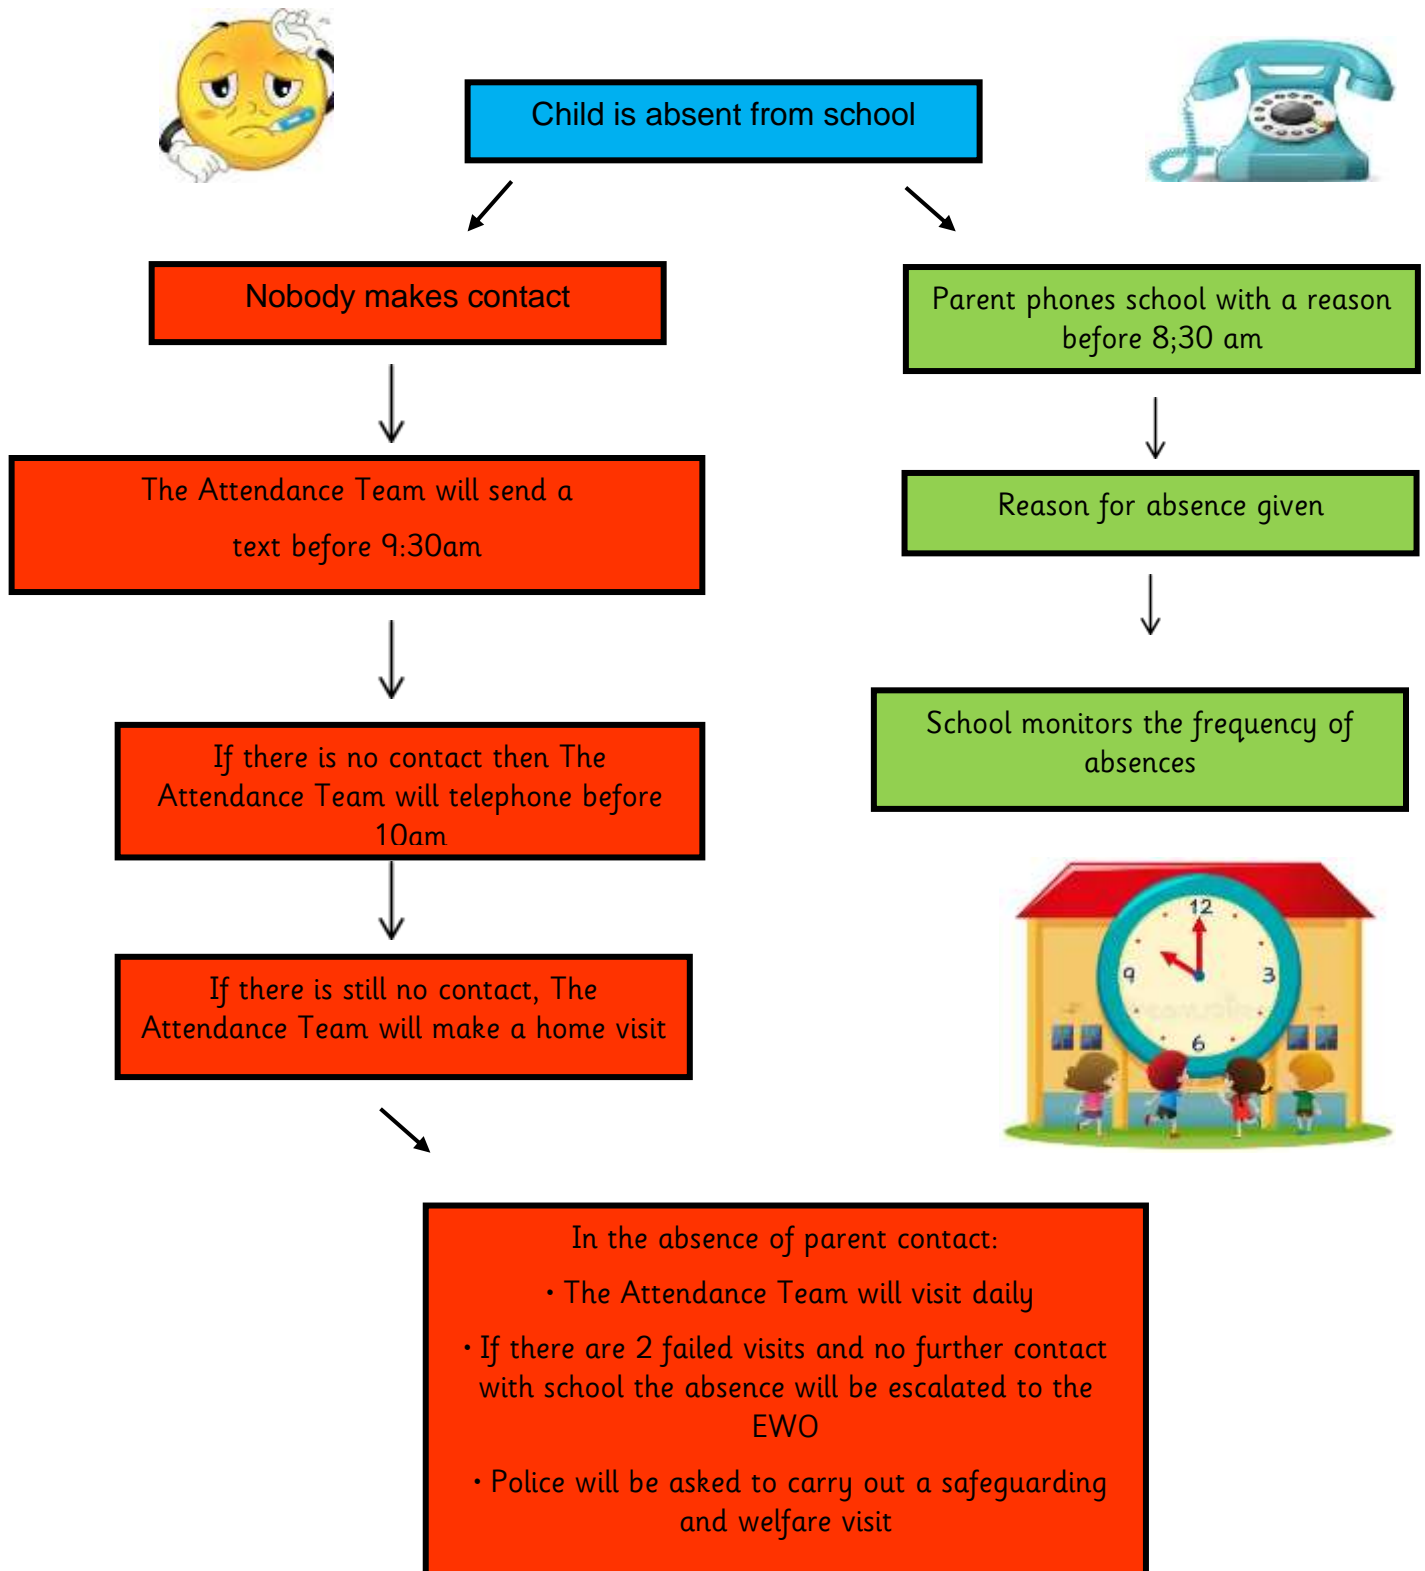 Child is absent from school
Nobody makes contact
Parent phones school with a reason
before 8;30 am
The Attendance Team will send a
text before 9:30am
Reason for absence given
If there is no contact then The
Attendance Team will telephone before
10am
School monitors the frequency of
absences
If there is still no contact, The
Attendance Team will make a home visit
12
9
3
6
In the absence of parent contact:
• The Attendance Team will visit daily
• If there are 2 failed visits and no further contact
with school the absence will be escalated to the
EWO
• Police will be asked to carry out a safeguarding
and welfare visit